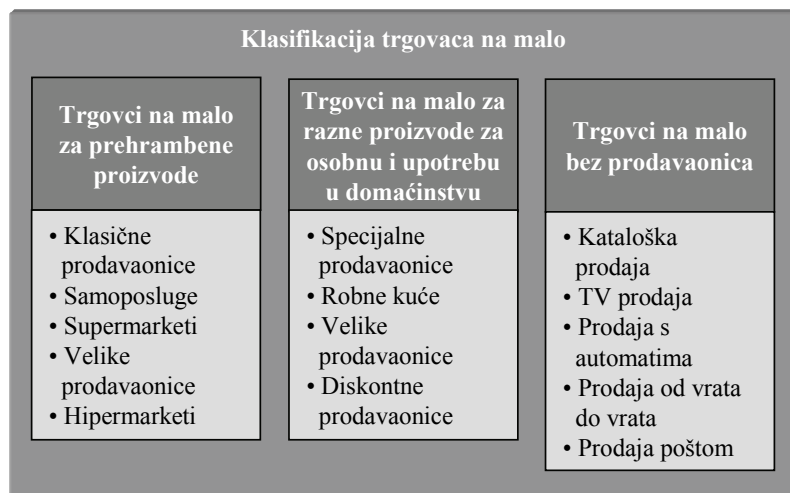 Klasifikacija trgovaca na malo
Trgovci na malo
za prehrambene
proizvode
• Klasične
prodavaonice
• Samoposluge
• Supermarketi
• Velike
prodavaonice
• Hipermarketi
Trgovci na malo za
razne proizvode za
osobnu i upotrebu
u domaćinstvu
• Specijalne
prodavaonice
• Robne kuće
• Velike
prodavaonice
• Diskontne
prodavaonice
Trgovci na malo
bez prodavaonica
• Kataloška
prodaja
• TV prodaja
• Prodaja s
automatima
• Prodaja od vrata
do vrata
• Prodaja poštom